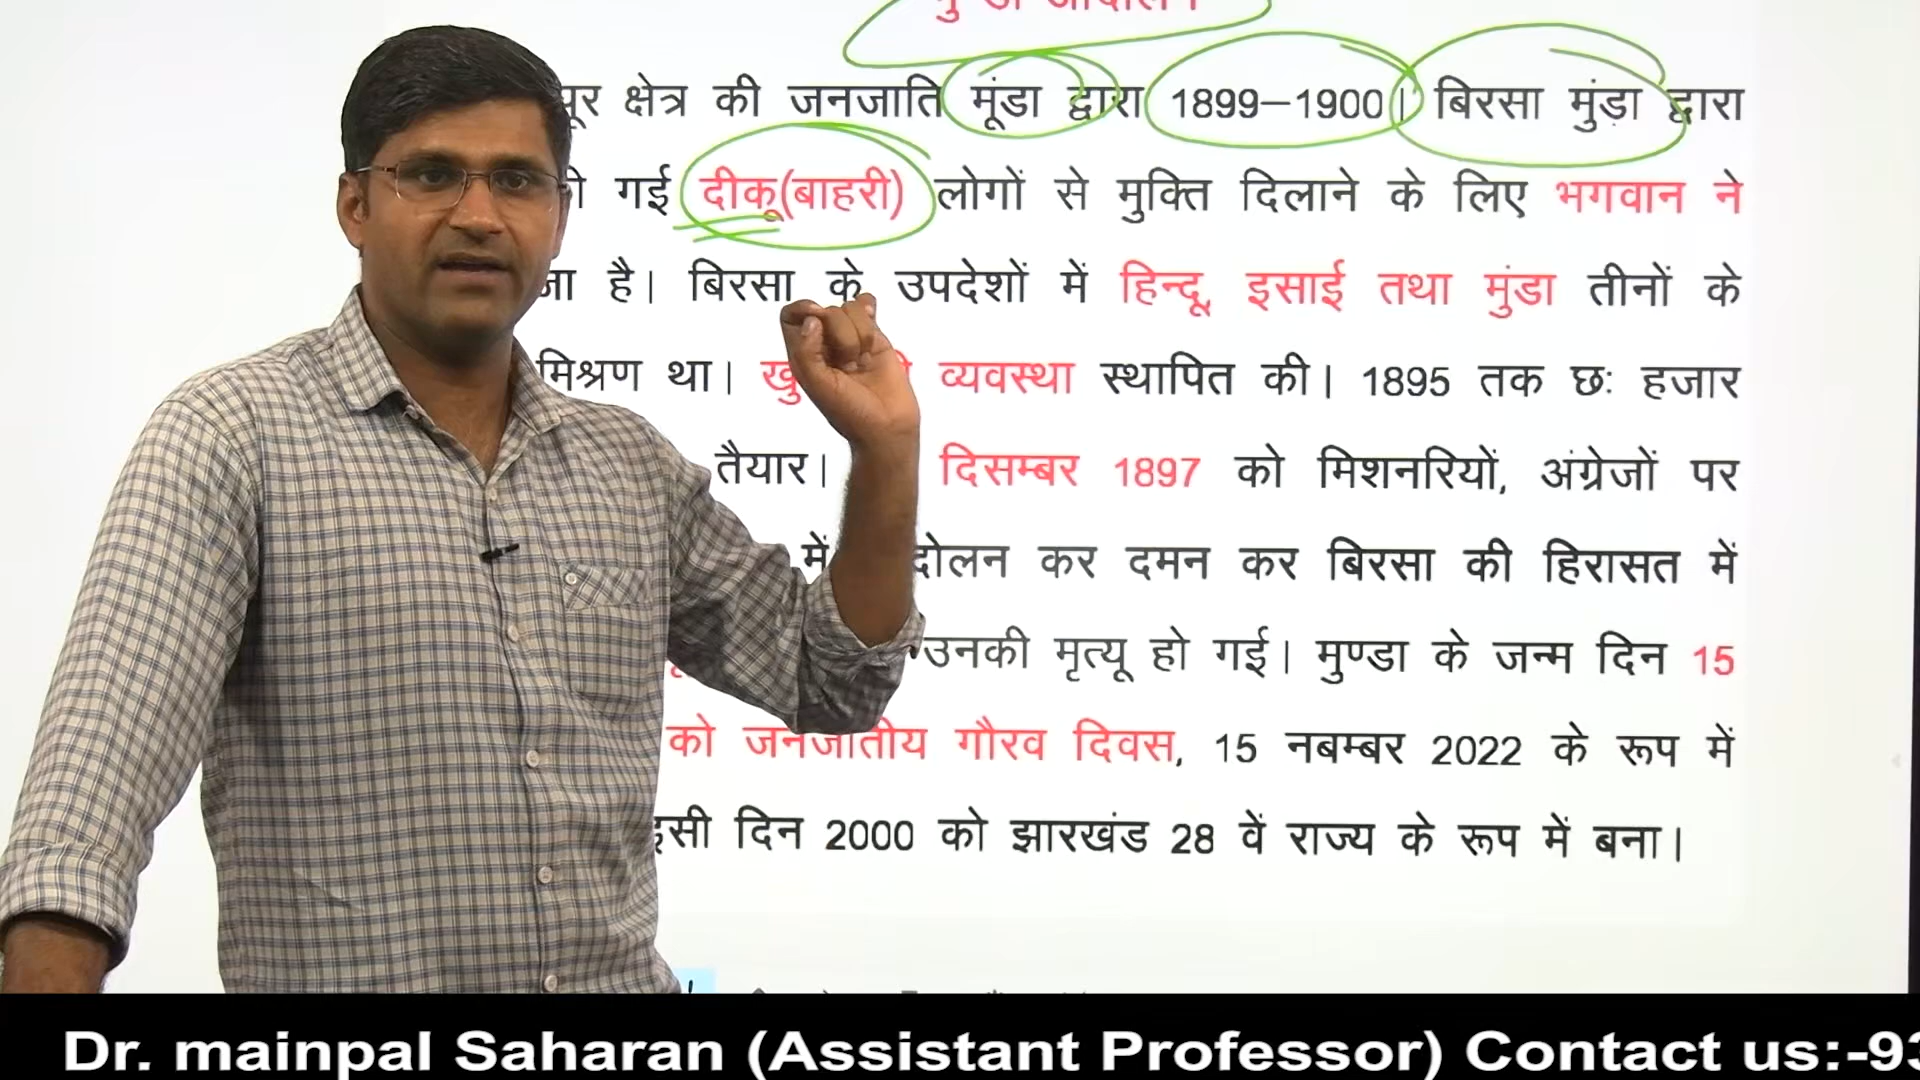 मुण्डा आंदोलन
क्षेत्र की जनजाति मूंडा द्वारा 1899–1900। बिरसा मुंड़ा द्वारा
गई दीकू(बाहरी) लोगों से मुक्ति दिलाने के लिए भगवान ने
है। बिरसा के उपदेशों में हिन्दू, इसाई तथा मुंडा तीनों के
मिश्रण था। व्यवस्था स्थापित की। 1895 तक छः हजार
तैयार। दिसम्बर 1897 को मिशनरियों, अंग्रेजों पर
में कर दमन कर बिरसा की हिरासत में
उनकी मृत्यू हो गई। मुण्डा के जन्म दिन 15
को जनजातीय गौरव दिवस, 15 नबम्बर 2022 के रूप में
इसी दिन 2000 को झारखंड 28 वें राज्य के रूप में बना।
Dr. mainpal Saharan (Assistant Professor) Contact us:-93